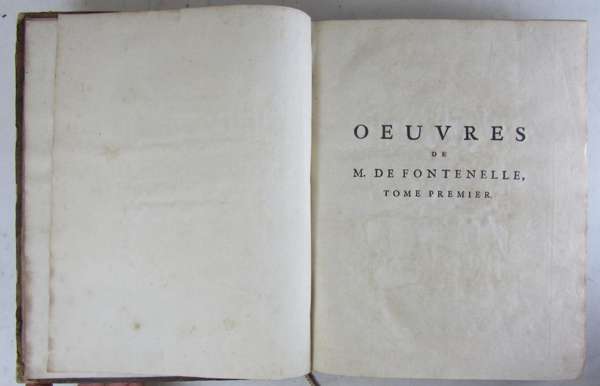 OEUVRES
DE
M. DE FONTENELLE,
TOME PREMIER.